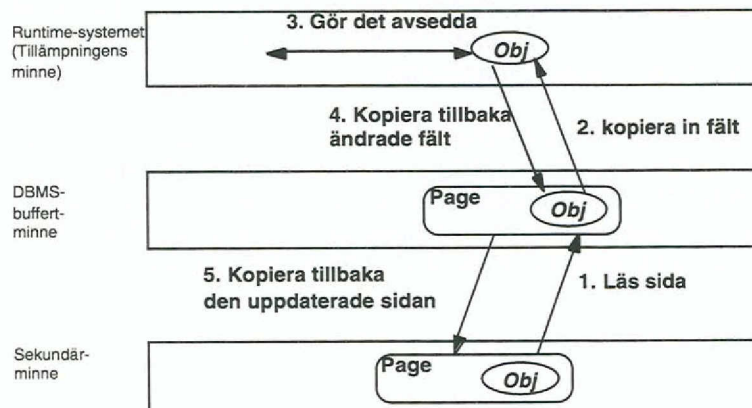 Runtime-systemet
(Tillämpningens
minne)
3. Gör det avsedda
Obj
4. Kopiera tillbaka
ändrade fält
2. kopiera in fält
DBMS-
buffert-
minne
Page
Obj
5. Kopiera tillbaka
den uppdaterade sidan
1. Läs sida
Sekundär-
minne
Page
Obj